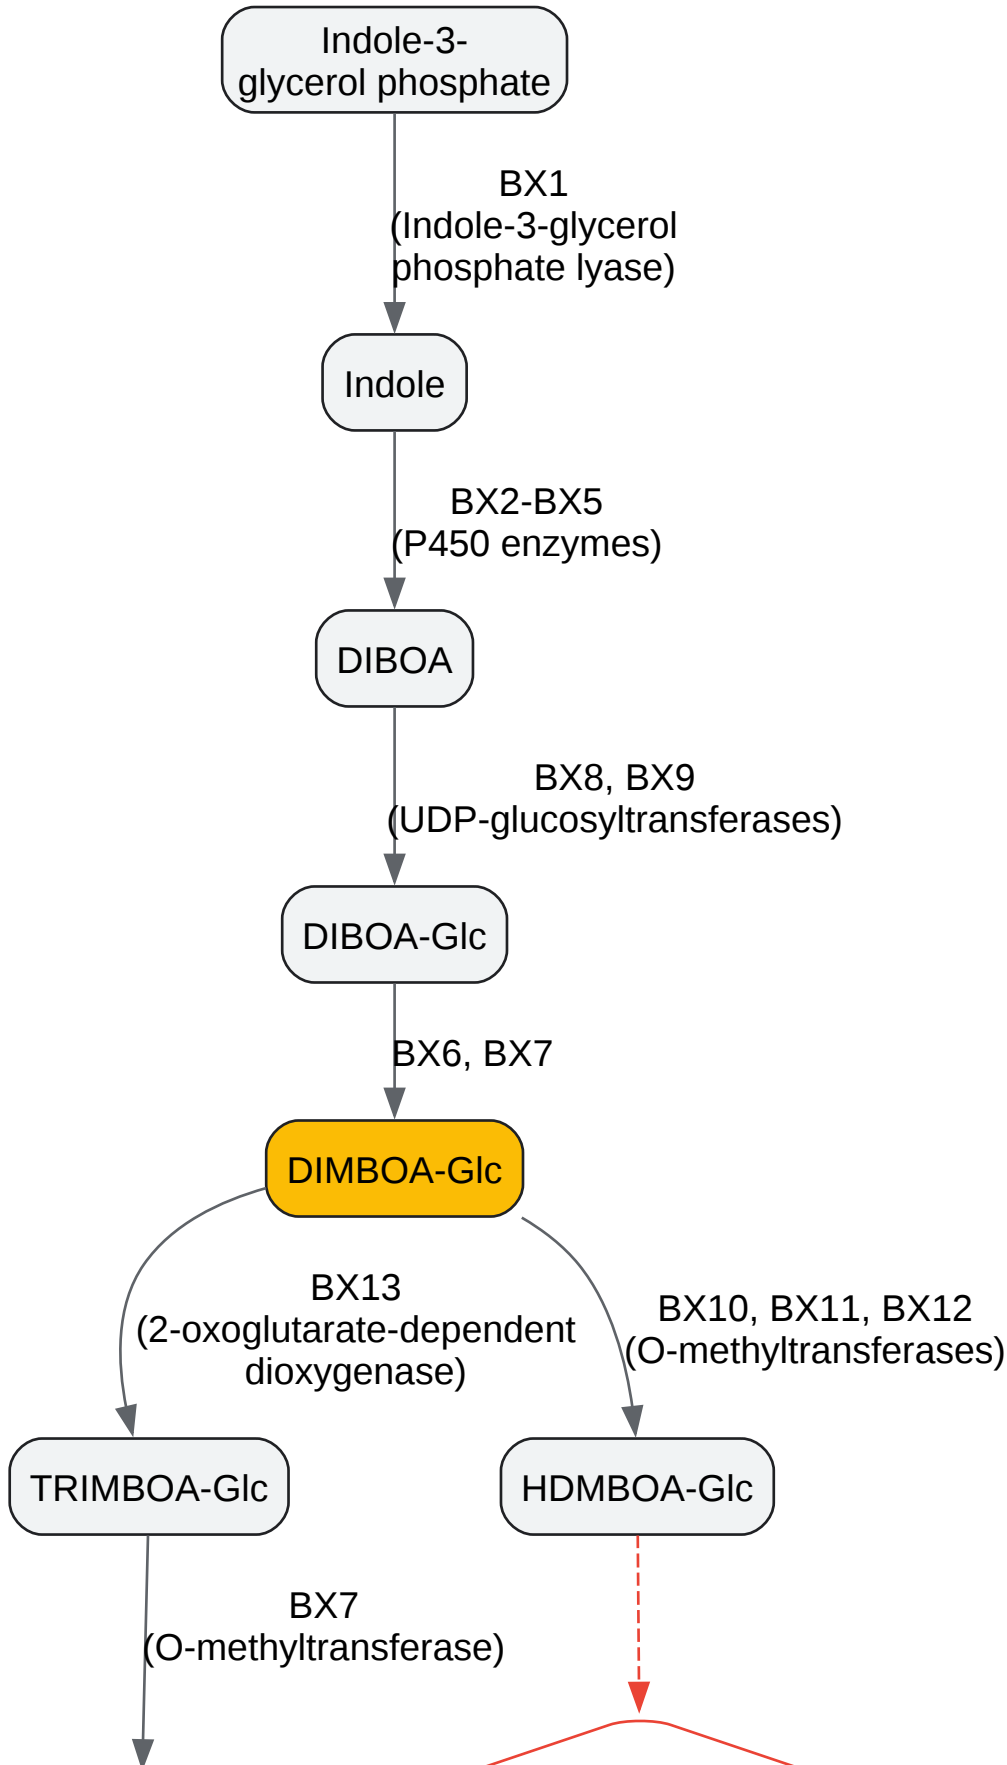 Indole-3-
glycerol phosphate
BX1
(Indole-3-glycerol
phosphate lyase)
Indole
BX2-BX5
(P450 enzymes)
DIBOA
BX8, BX9
(UDP-glucosyltransferases)
DIBOA-Glc
BX6, BX7
DIMBOA-Glc
BX13
(2-oxoglutarate-dependent
dioxygenase)
BX10, BX11, BX12
(O-methyltransferases)
TRIMBOA-Glc
HDMBOA-Glc
BX7
(O-methyltransferase)